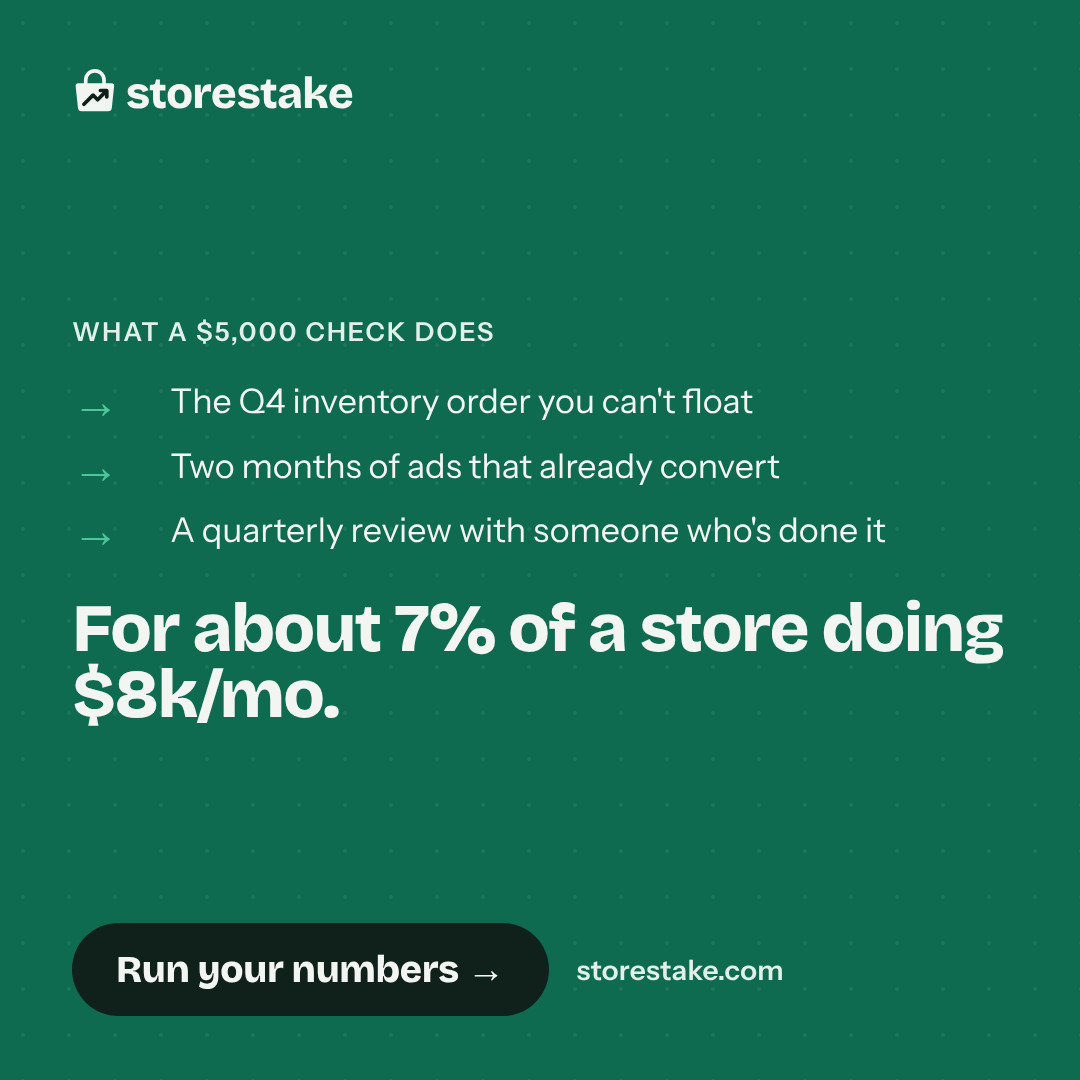 storestake
WHAT A $5,000 CHECK DOES
→ The Q4 inventory order you can't float
→ Two months of ads that already convert
→ A quarterly review with someone who's done it
For about 7% of a store doing
$8k/mo.
Run your numbers →
storestake.com